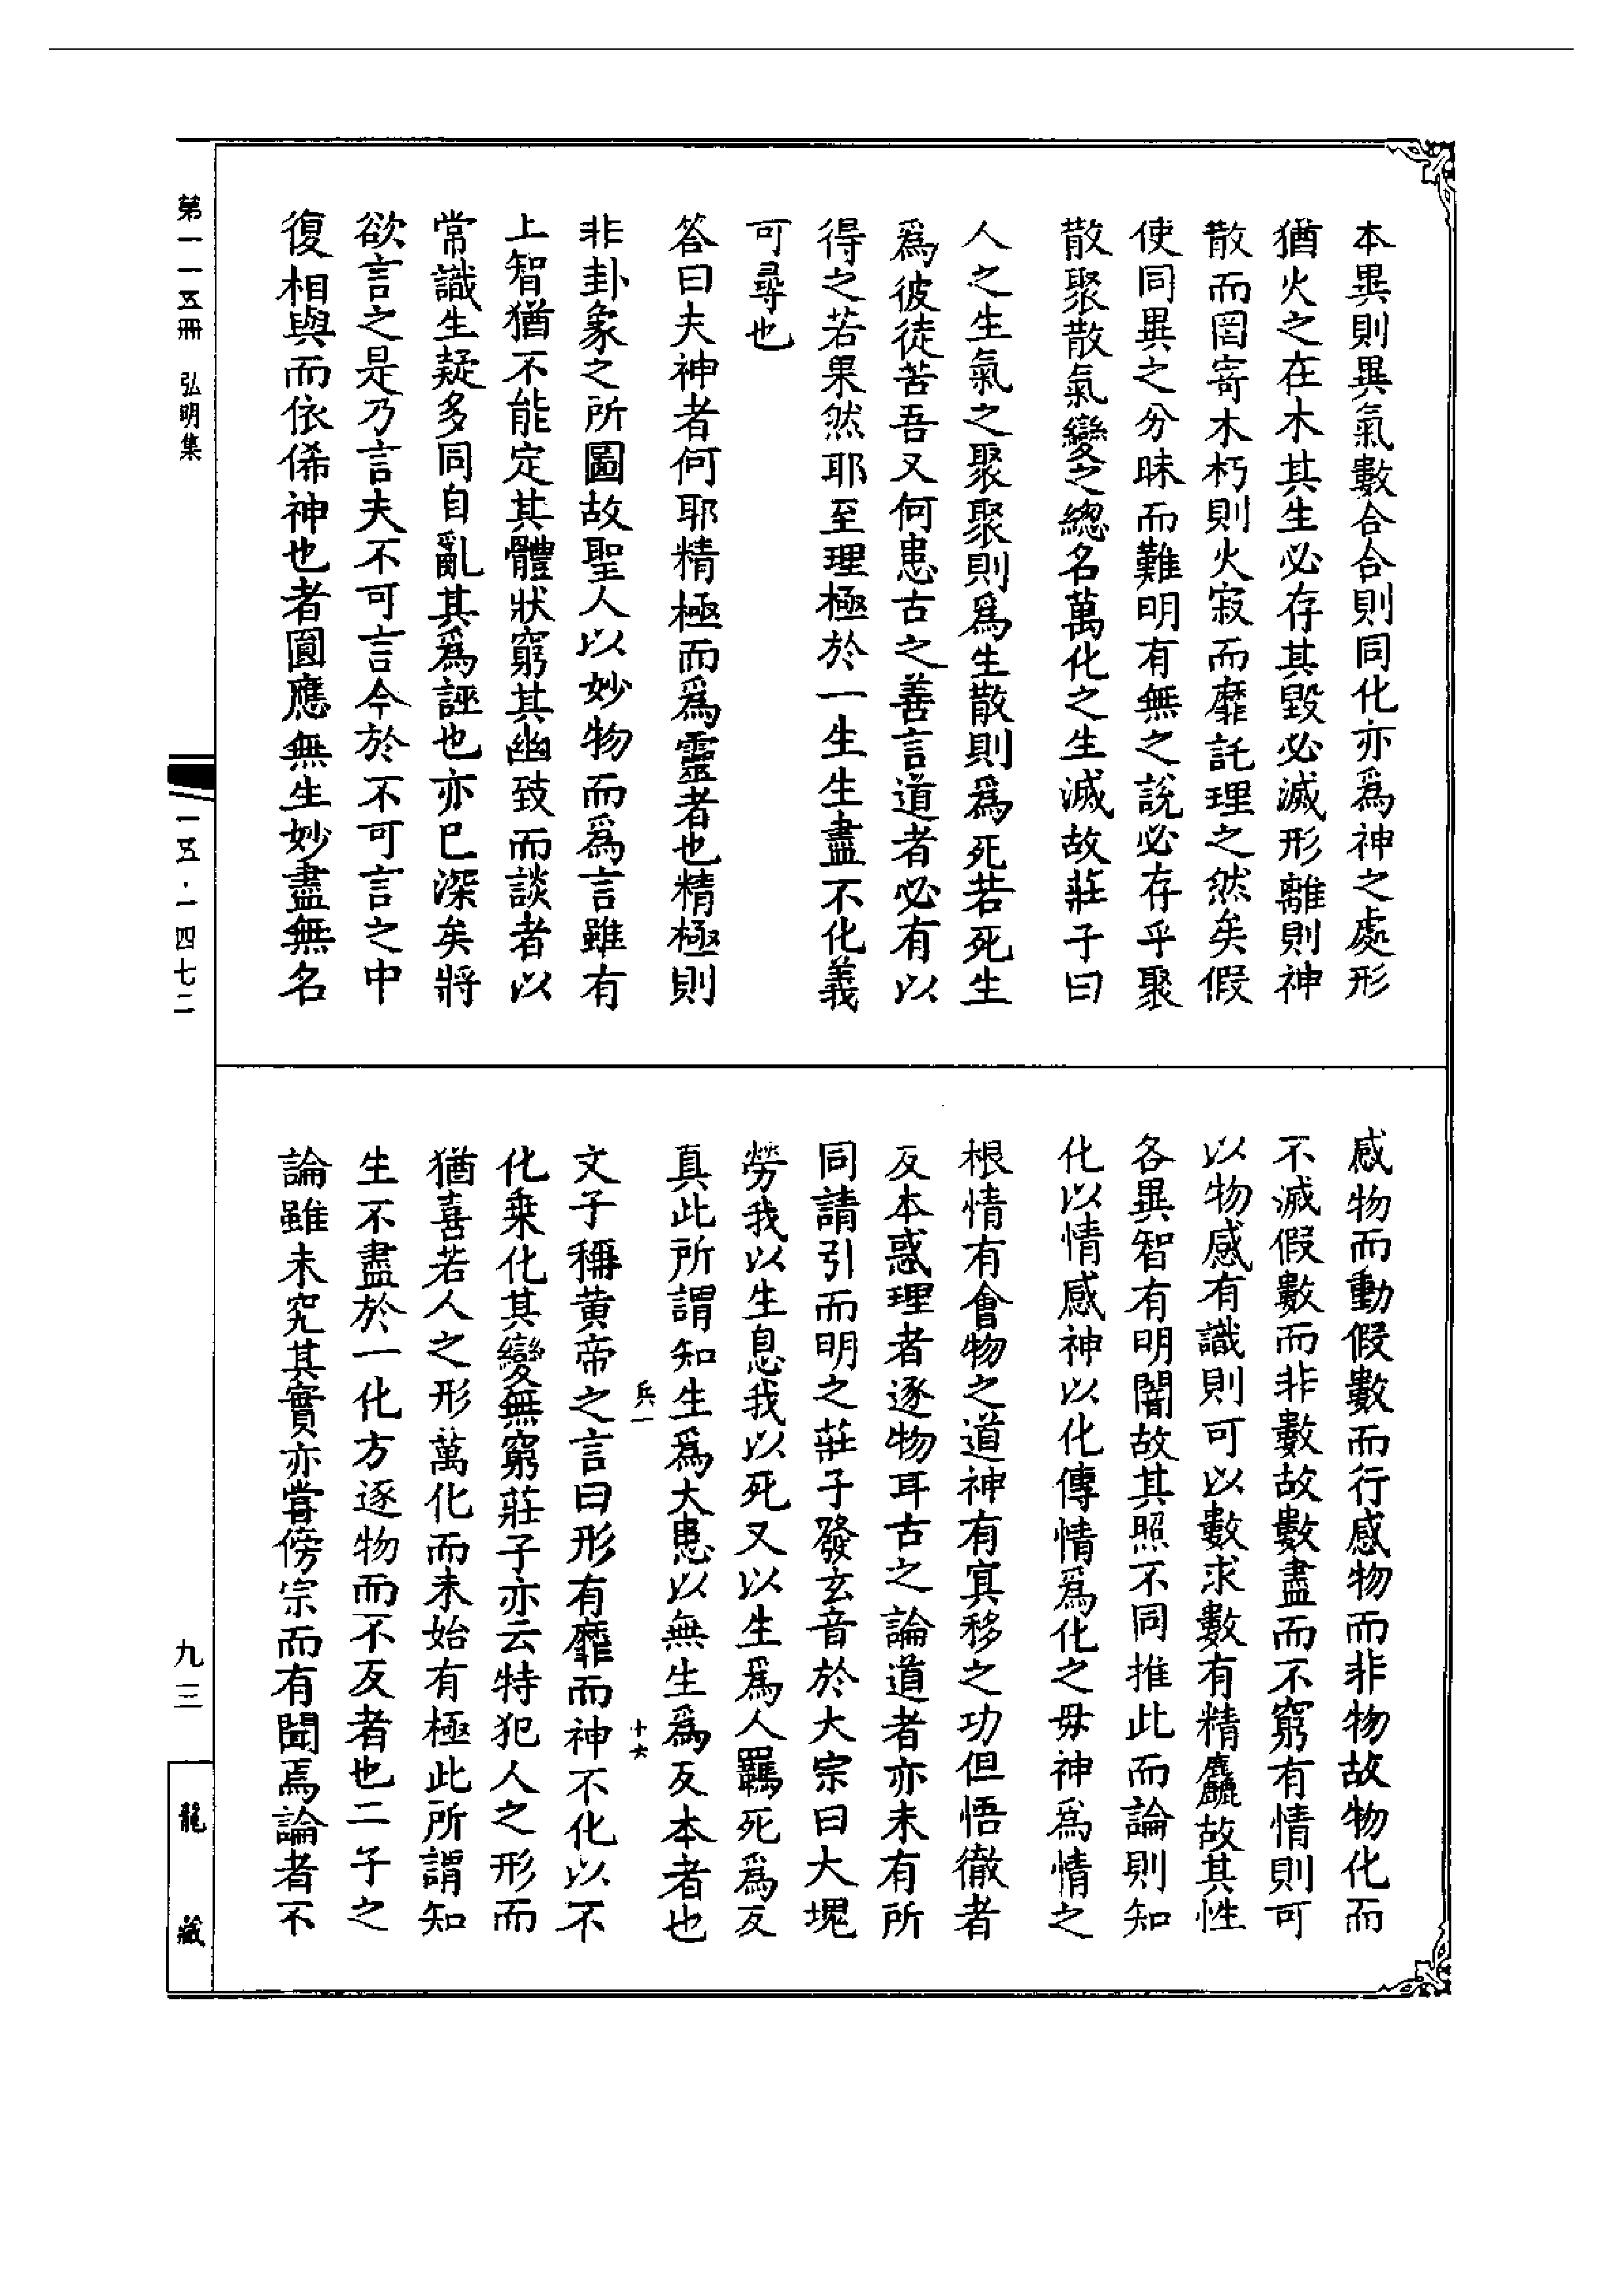 本異則異氣數合合則同化亦爲神之處形
猶火之在木其生必存其毀必滅形離則神
散而罔寄木朽則火寂而靡託理之然矣假
使同異之分昧而難明有無之說必存乎聚
散聚散氣變之總名萬化之生滅故莊子曰
人之生氣之聚聚則爲生散則爲死若死生
爲彼徒苦吾又何患古之善言道者必有以
得之若果然耶至理極於一生生盡不化義
可尋也
答曰夫神者何耶精極而爲靈者也精極則
非卦象之所圖故聖人以妙物而爲言雖有
上智猶不能定其體狀窮其幽致而談者以
常識生疑多同自亂其爲誣也亦已深矣將
欲言之是乃言夫不可言今於不可言之中
復相與而依俙神也者圓應無生妙盡無名
感物而動假數而行感物而非物故物化而
不滅假數而非數故數盡而不窮有情則可
以物感有識則可以數求數有精麤故其性
各異智有明闇故其照不同推此而論則知
化以情感神以化傳情爲化之母神爲情之
根情有會物之道神有冥移之功但悟徹者
反本惑理者逐物耳古之論道者亦未有所
同請引而明之莊子發玄音於大宗曰大塊
勞我以生息我以死又以生爲人羈死爲反
真此所謂知生爲大患以無生爲反本者也
兵一 十六
文子稱黃帝之言曰形有靡而神不化以不
化乘化其變無窮莊子亦云特犯人之形而
猶喜若人之形萬化而未始有極此所謂知
生不盡於一化方逐物而不反者也二子之
論雖未究其實亦嘗傍宗而有聞焉論者不
第一一五冊 弘明集
一五·一四七二
九三
龍藏